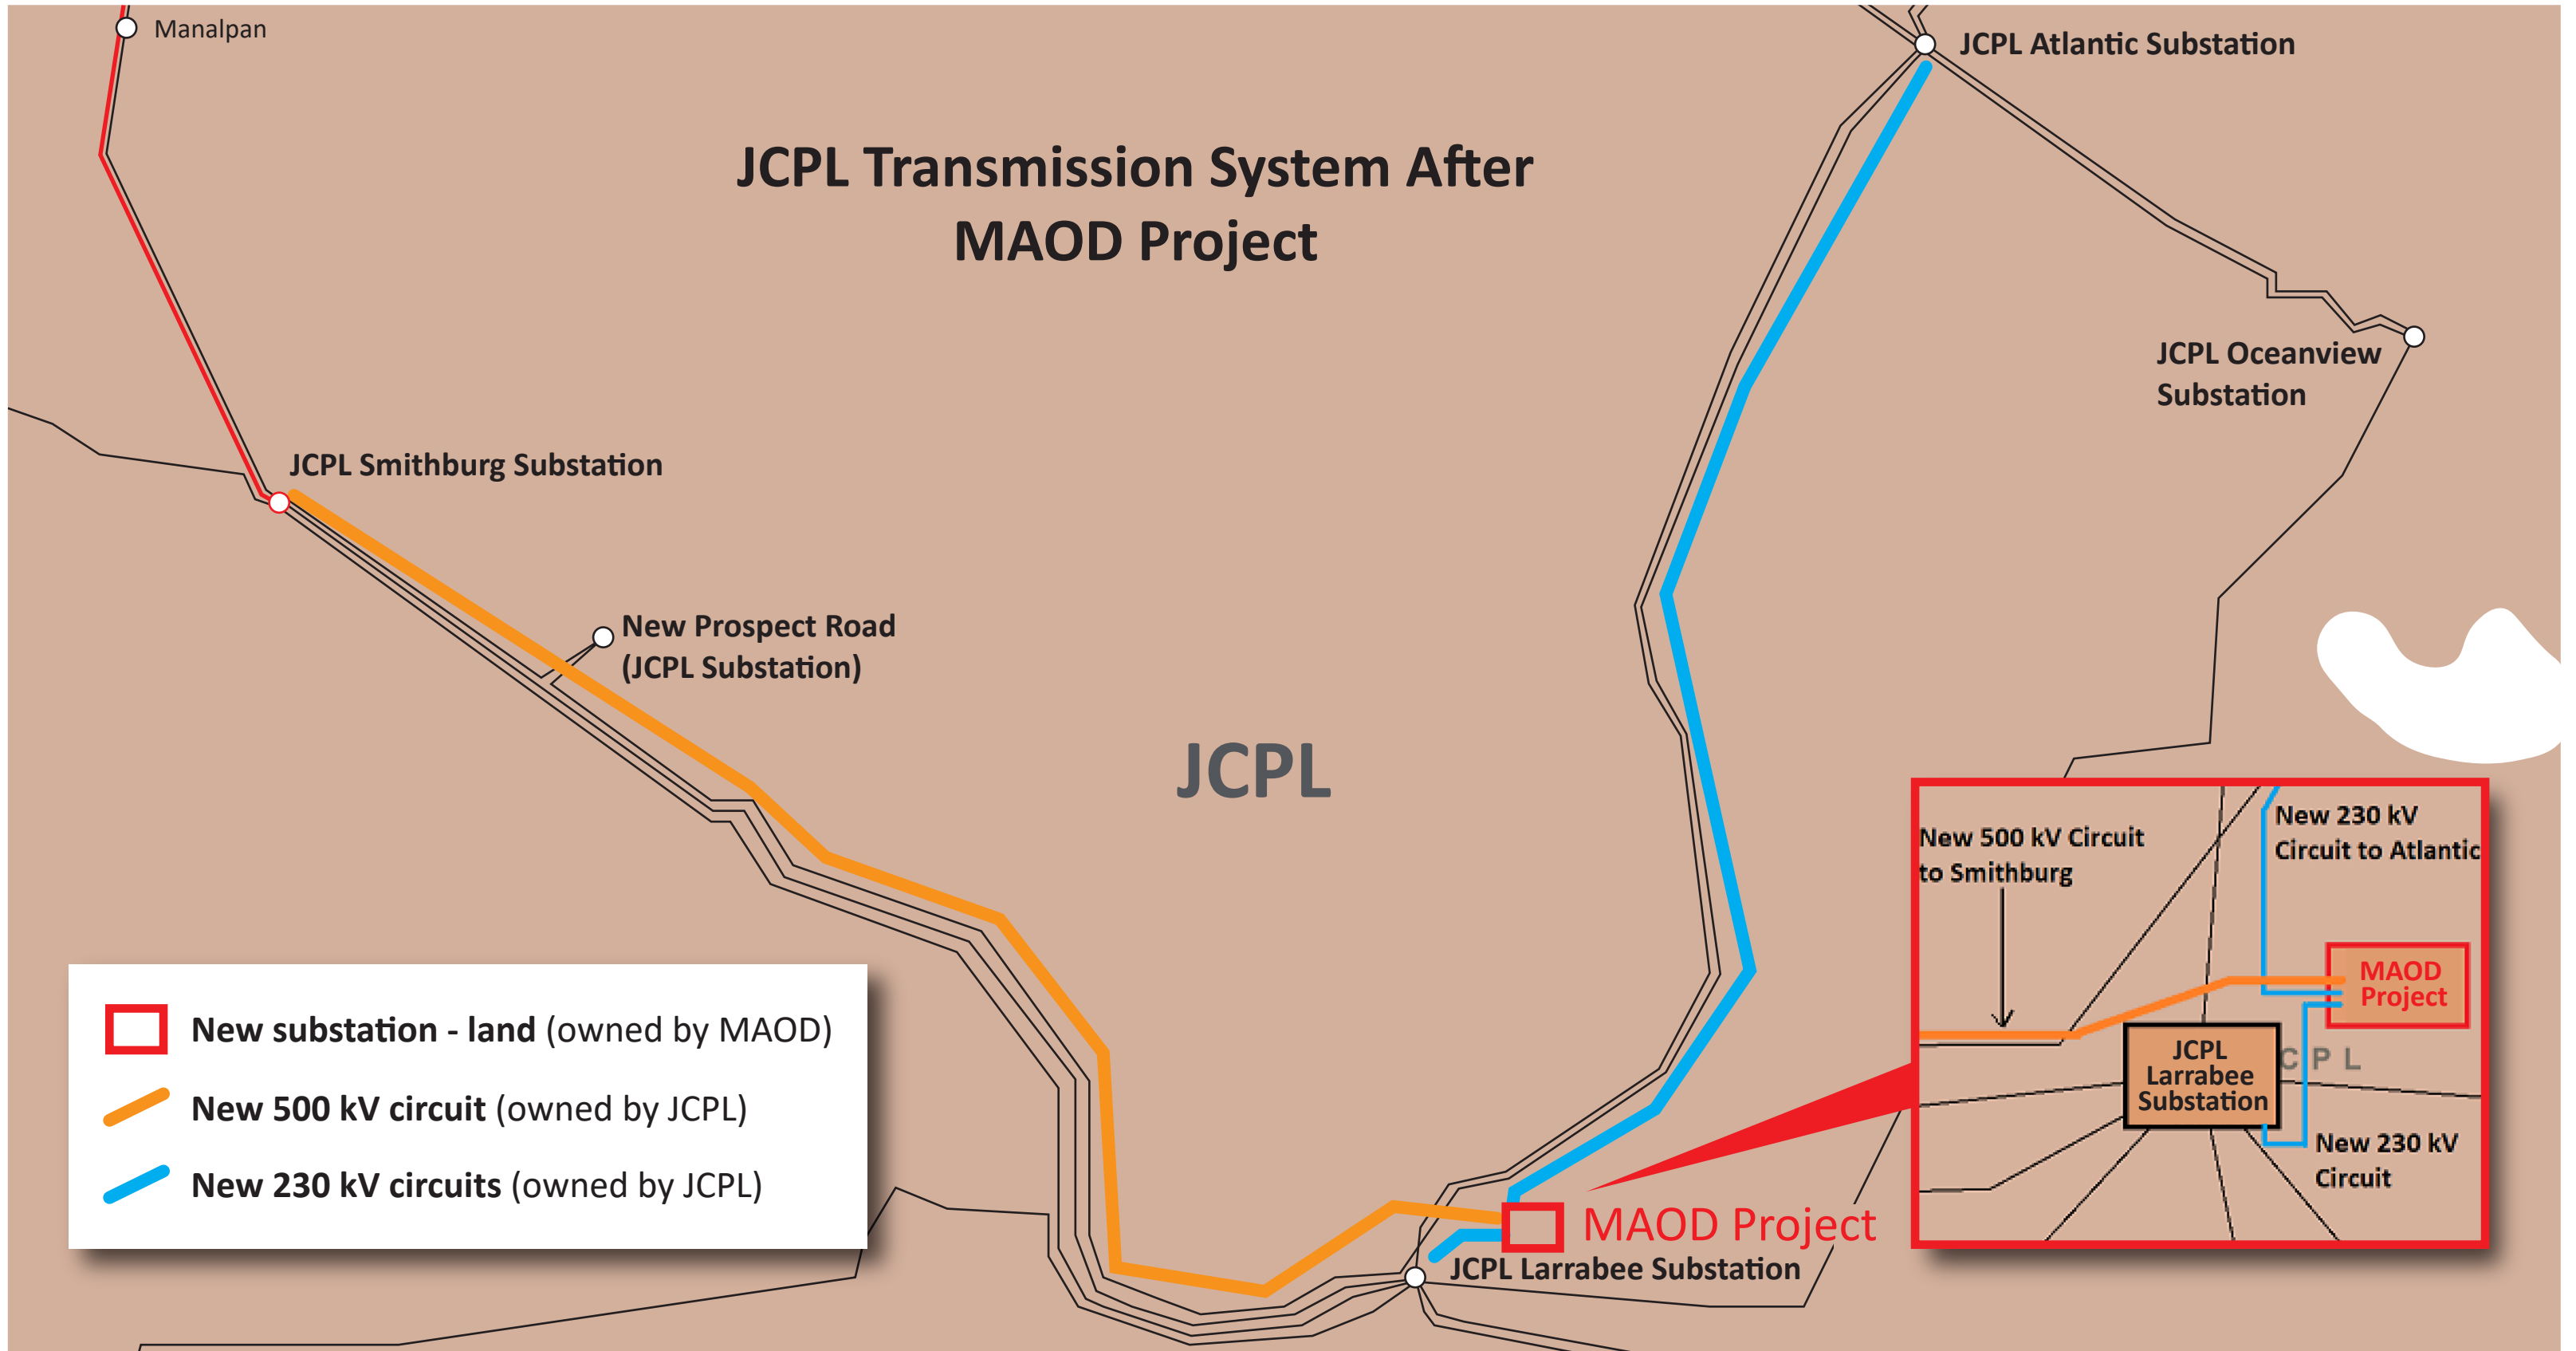 Manalpan
JCPL Atlantic Substation
JCPL Transmission System After
MAOD Project
JCPL Oceanview
Substation
JCPL Smithburg Substation
New Prospect Road
(JCPL Substation)
JCPL
New substation - land (owned by MAOD)
New 500 kV circuit (owned by JCPL)
New 230 kV circuits (owned by JCPL)
MAOD Project
JCPL Larrabee Substation
New 500 kV Circuit
to Smithburg
New 230 kV
Circuit to Atlantic
MAOD
Project
JCPL
Larrabee
Substation
C P L
New 230 kV
Circuit